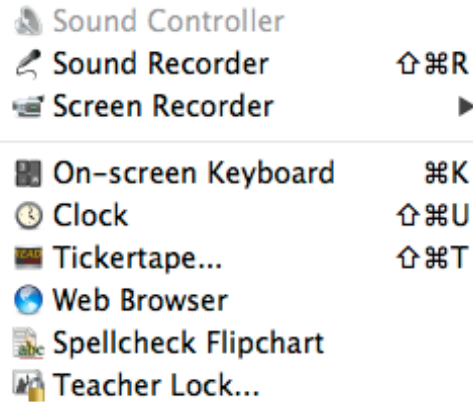 Sound Controller
Sound Recorder ⇧⌘R
Screen Recorder ▶
On-screen Keyboard ⌘K
Clock ⇧⌘U
Tickertape... ⇧⌘T
Web Browser
Spellcheck Flipchart
Teacher Lock...